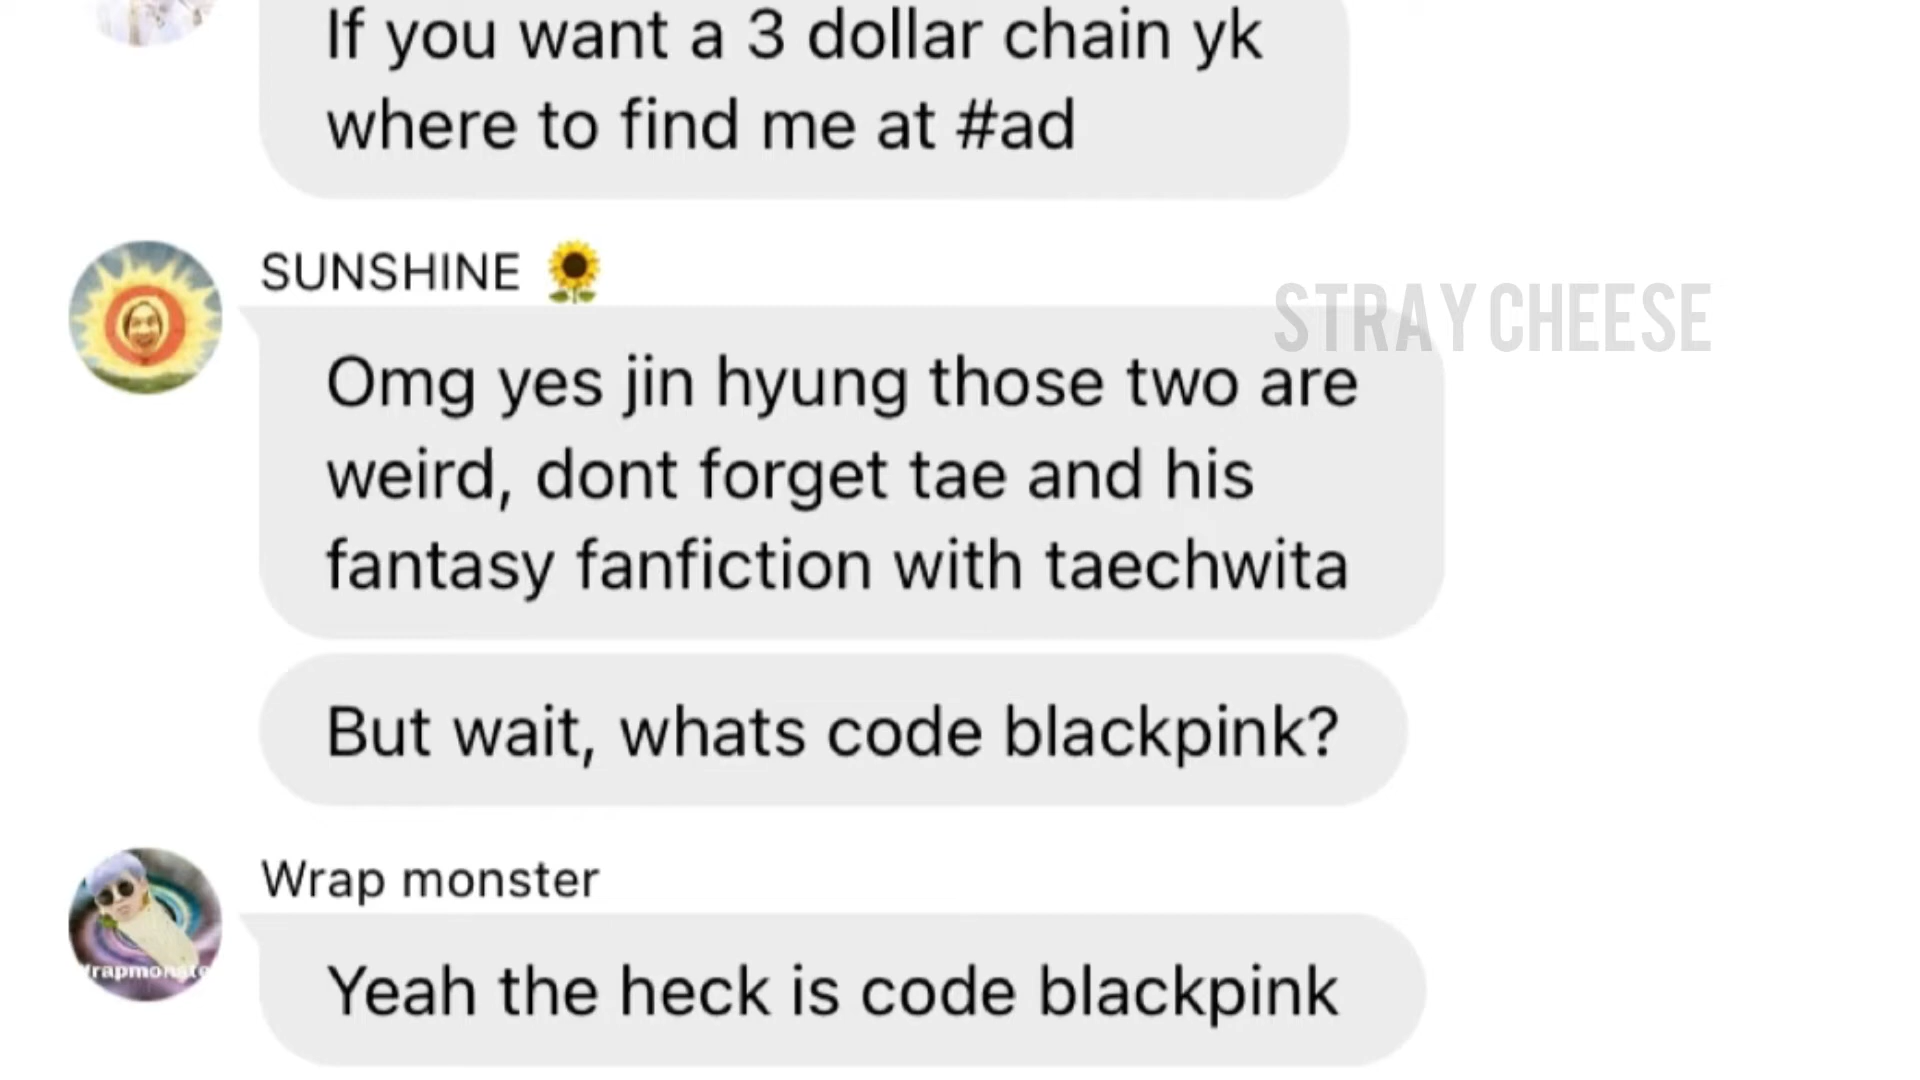 If you want a 3 dollar chain yk
where to find me at #ad
SUNSHINE 🌻
STRAY CHEESE
Omg yes jin hyung those two are
weird, dont forget tae and his
fantasy fanfiction with taechwita
But wait, whats code blackpink?
Wrap monster
Yeah the heck is code blackpink